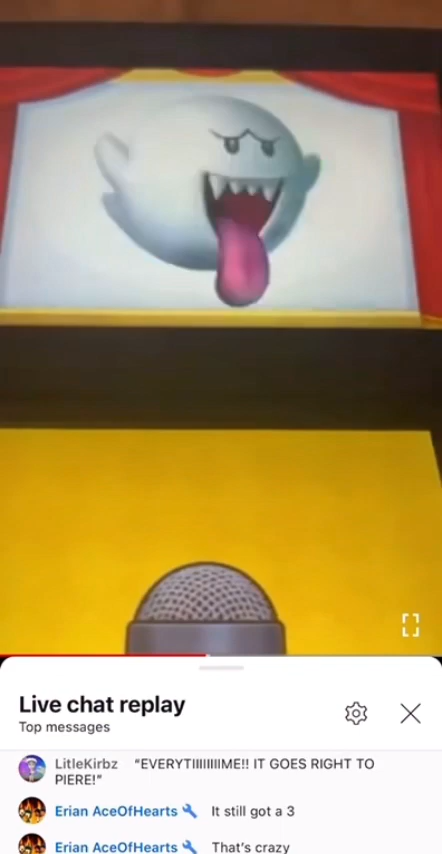 Live chat replay
Top messages
LitleKirbz "EVERYTIIIIIIIIME!! IT GOES RIGHT TO
PIERE!"
Erian AceOfHearts It still got a 3
Erian AceOfHearts That's crazy